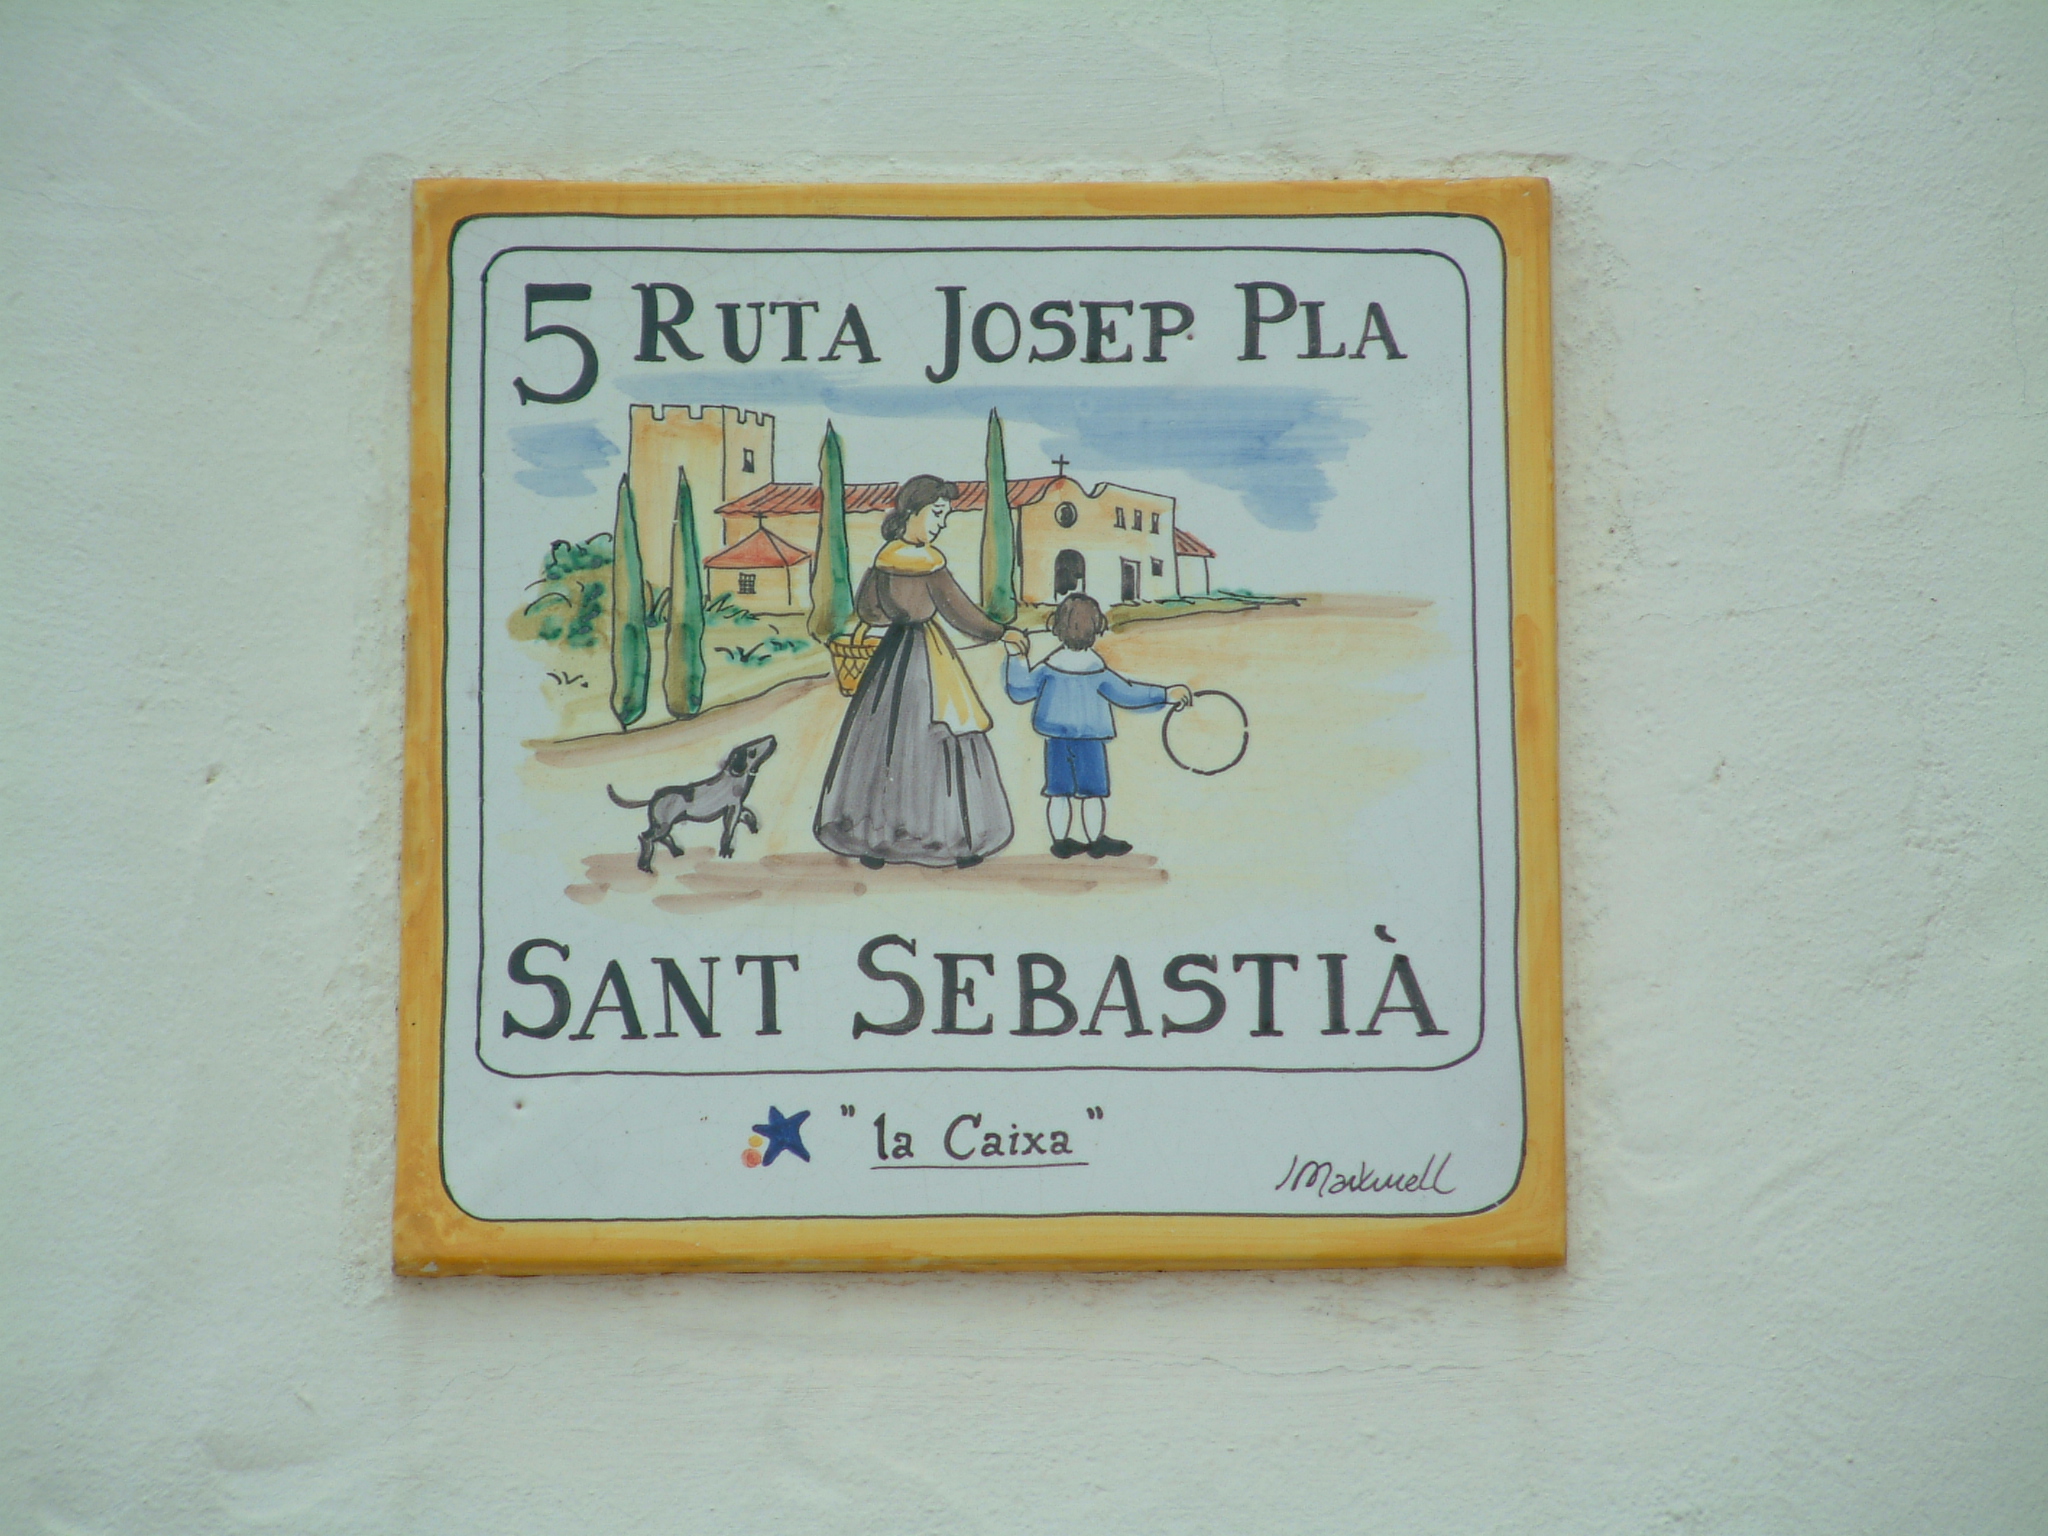 5 RUTA JOSEP PLA
SANT SEBASTIÀ
"la Caixa"